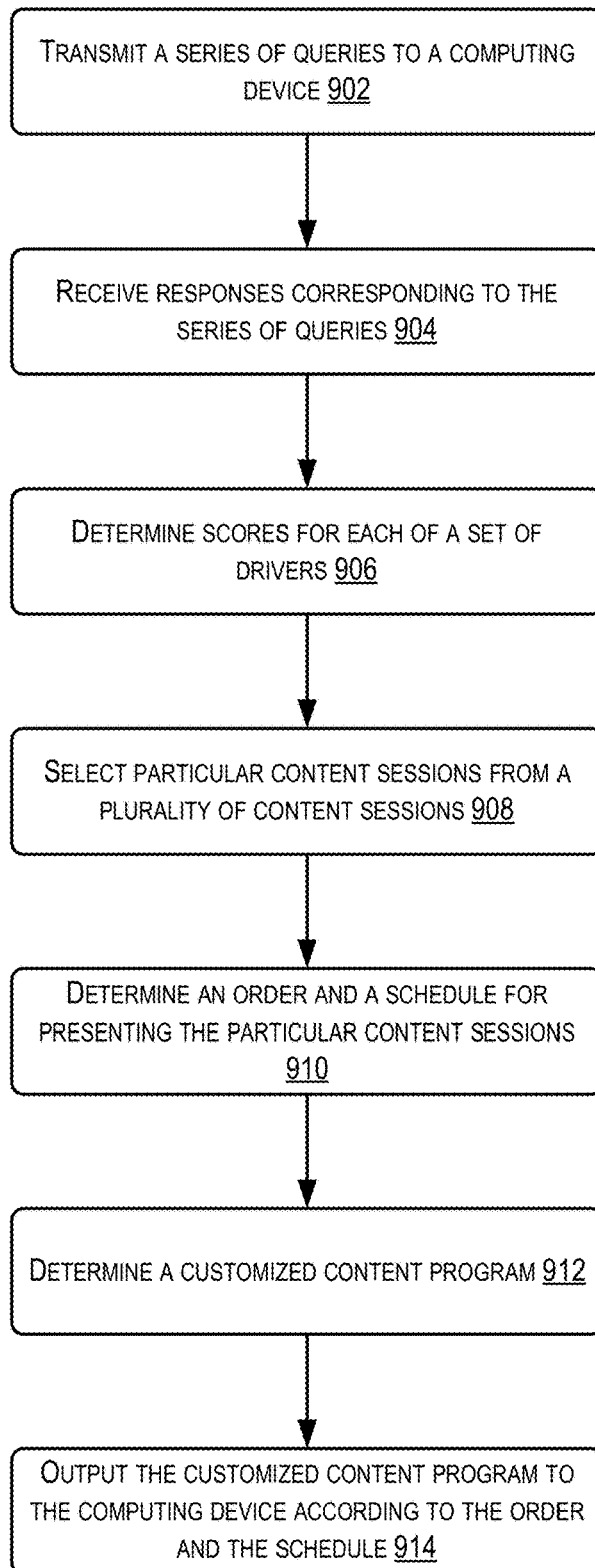 TRANSMIT A SERIES OF QUERIES TO A COMPUTING
DEVICE 902
RECEIVE RESPONSES CORRESPONDING TO THE
SERIES OF QUERIES 904
DETERMINE SCORES FOR EACH OF A SET OF
DRIVERS 906
SELECT PARTICULAR CONTENT SESSIONS FROM A
PLURALITY OF CONTENT SESSIONS 908
DETERMINE AN ORDER AND A SCHEDULE FOR
PRESENTING THE PARTICULAR CONTENT SESSIONS
910
DETERMINE A CUSTOMIZED CONTENT PROGRAM 912
OUTPUT THE CUSTOMIZED CONTENT PROGRAM TO
THE COMPUTING DEVICE ACCORDING TO THE ORDER
AND THE SCHEDULE 914